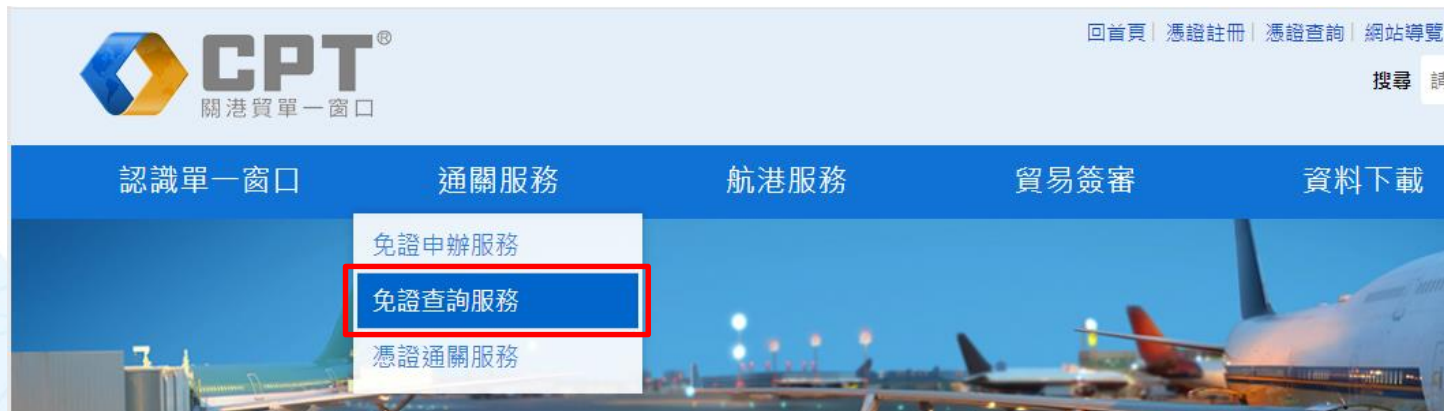 回首頁 | 憑證註冊 | 憑證查詢 | 網站導覽
CPT®
關港貿單一窗口
搜尋
認識單一窗口 通關服務 航港服務 貿易簽審 資料下載
免證申辦服務
免證查詢服務
憑證通關服務